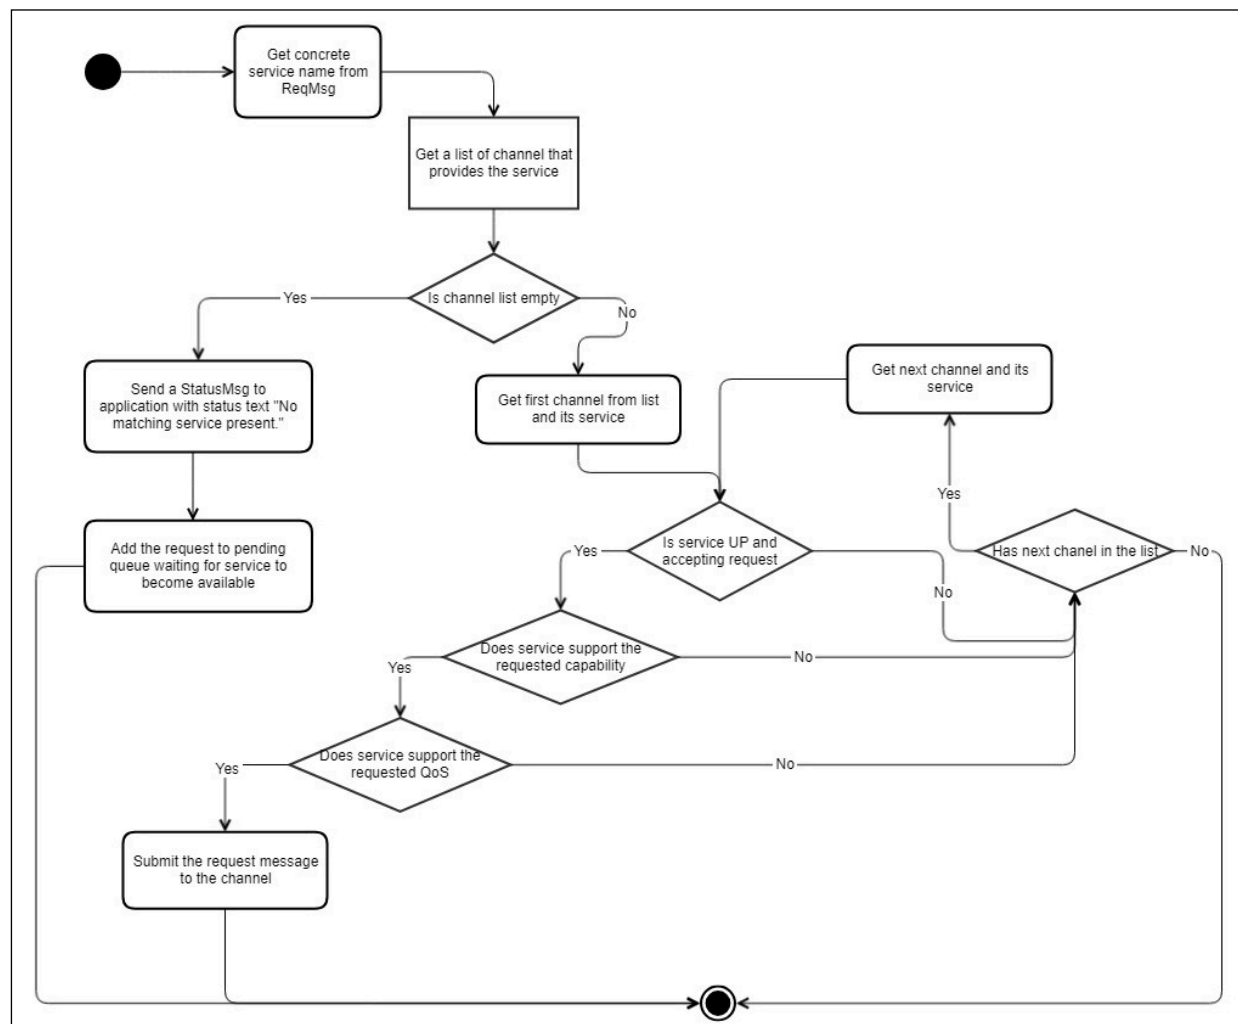 Get concrete
service name from
ReqMsg
Get a list of channel that
provides the service
Is channel list empty
Yes
No
Send a StatusMsg to
application with status text "No
matching service present."
Get first channel from list
and its service
Get next channel and its
service
Add the request to pending
queue waiting for service to
become available
Is service UP and
accepting request
Yes
No
Has next chanel in the list
Yes
No
Does service support the
requested capability
Yes
No
Does service support the
requested QoS
Yes
No
Submit the request message
to the channel